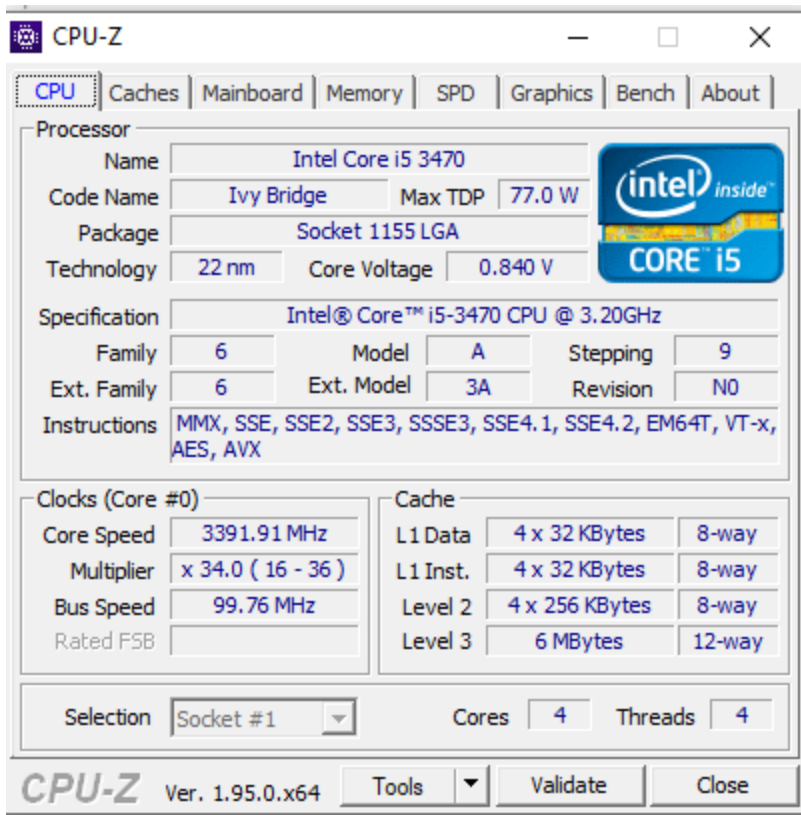 CPU-Z
CPU Caches Mainboard Memory SPD Graphics Bench About
Processor
Name Intel Core i5 3470
Code Name Ivy Bridge Max TDP 77.0 W
Package Socket 1155 LGA
Technology 22 nm Core Voltage 0.840 V
intel inside™
CORE™ i5
Specification Intel® Core™ i5-3470 CPU @ 3.20GHz
Family 6 Model A Stepping 9
Ext. Family 6 Ext. Model 3A Revision N0
Instructions MMX, SSE, SSE2, SSE3, SSSE3, SSE4.1, SSE4.2, EM64T, VT-x,
AES, AVX
Clocks (Core #0)
Core Speed 3391.91 MHz
Multiplier x 34.0 ( 16 - 36 )
Bus Speed 99.76 MHz
Rated FSB
Cache
L1 Data 4 x 32 KBytes 8-way
L1 Inst. 4 x 32 KBytes 8-way
Level 2 4 x 256 KBytes 8-way
Level 3 6 MBytes 12-way
Selection Socket #1 Cores 4 Threads 4
CPU-Z Ver. 1.95.0.x64 Tools Validate Close